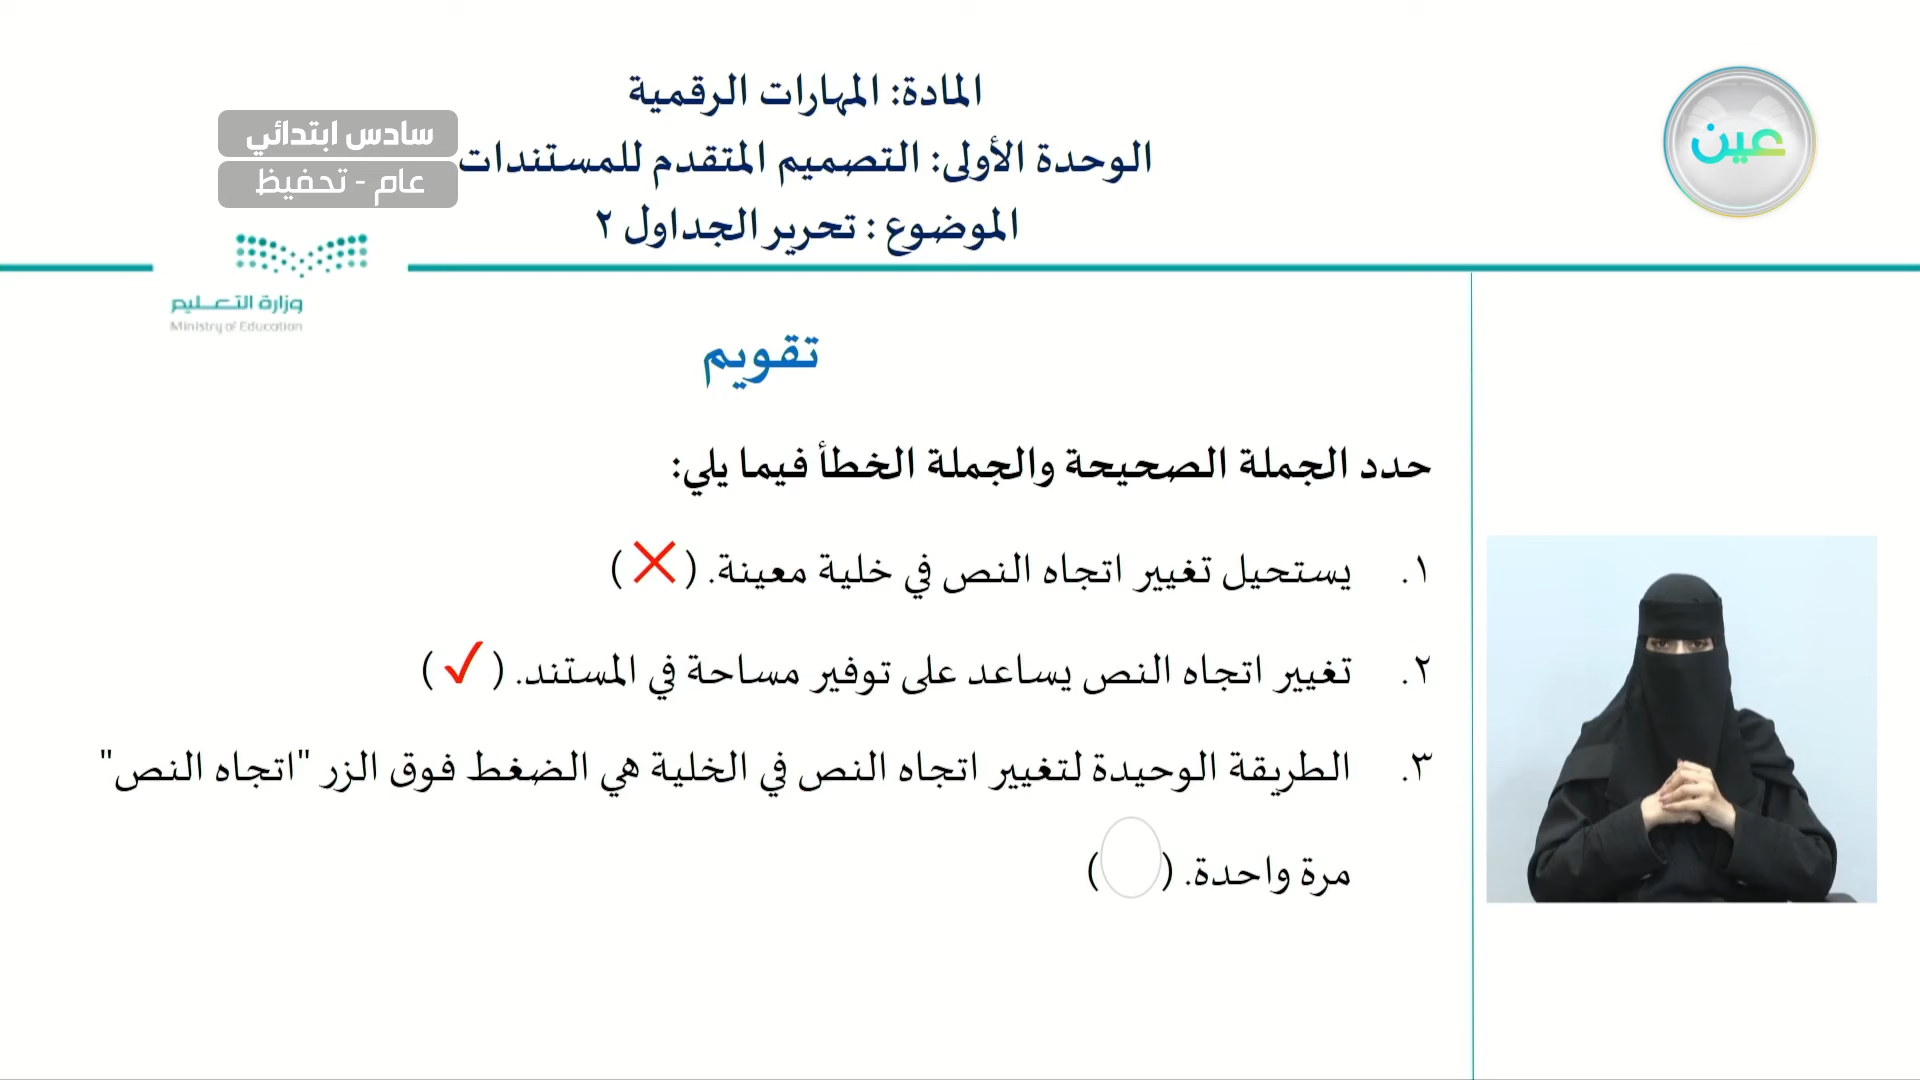 المادة: المهارات الرقمية
الوحدة الأولى: التصميم المتقدم للمستندات
الموضوع : تحرير الجداول ٢
سادس ابتدائي
عام - تحفيظ
عين
وزارة التعليم
Ministry of Education
تقويم
حدد الجملة الصحيحة والجملة الخطأ فيما يلي:
١. يستحيل تغيير اتجاه النص في خلية معينة. (❌)
٢. تغيير اتجاه النص يساعد على توفير مساحة في المستند. (✓)
٣. الطريقة الوحيدة لتغيير اتجاه النص في الخلية هي الضغط فوق الزر "اتجاه النص"
مرة واحدة. ( )